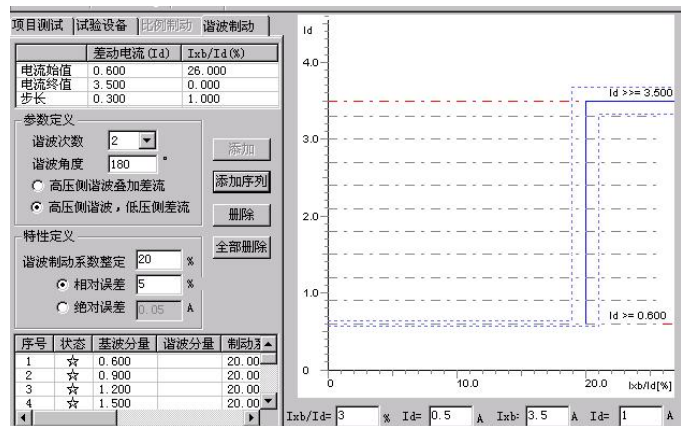 项目测试 试验设备 比例制动 谐波制动
差动电流(Id) Ixb/Id(%)
电流始值 0.600 26.000
电流终值 3.500 0.000
步长 0.300 1.000
参数定义
谐波次数 2
谐波角度 180 °
高压侧谐波叠加差流
高压侧谐波，低压侧差流
添加
添加序列
删除
全部删除
特性定义
谐波制动系数整定 20 %
相对误差 5 %
绝对误差 0.05 A
序号 状态 基波分量 谐波分量 制动系
1 ☆ 0.600 20.00
2 ☆ 0.900 20.00
3 ☆ 1.200 20.00
4 ☆ 1.500 20.00
Id
4.0
3.0
2.0
1.0
0
Id >>= 3.500
Id >= 0.600
0 10.0 20.0 Ixb/Id[%]
Ixb/Id= 3 % Id= 0.5 A Ixb= 3.5 A Id= 1 A